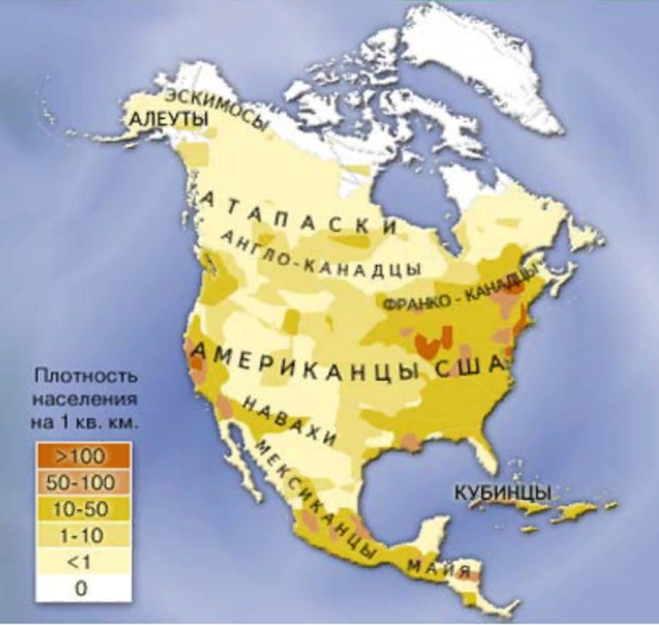 ЭСКИМОСЫ
АЛЕУТЫ
АТАПАСКИ
АНГЛО-КАНАДЦЫ
ФРАНКО - КАНАДЦЫ
АМЕРИКАНЦЫ США
НАВАХИ
МЕКСИКАНЦЫ
КУБИНЦЫ
МАЙЯ
Плотность
населения
на 1 кв. км.
>100
50-100
10-50
1-10
<1
0